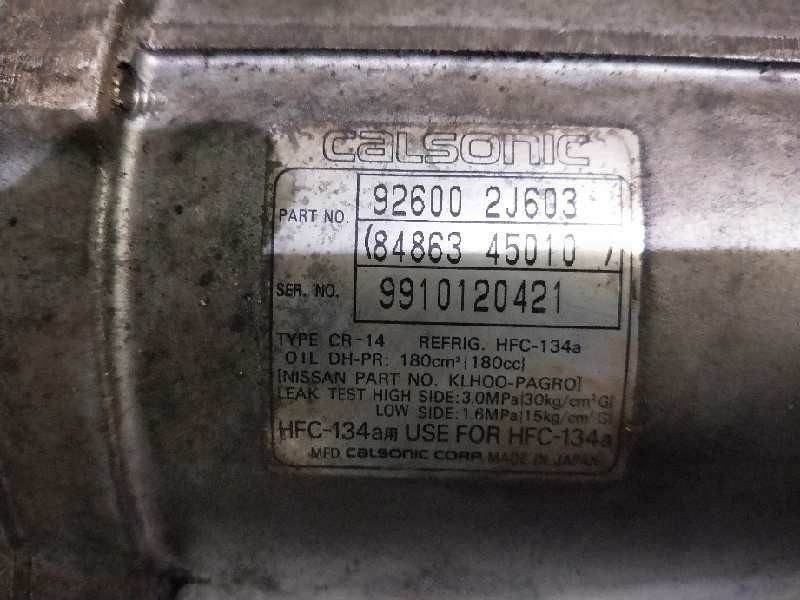 calsonic
PART NO. 92600 2J603
(84863 45010 )
SER. NO. 9910120421
TYPE CR-14 REFRIG. HFC-134a
OIL DH-PR: 180cm³[180cc]
[NISSAN PART NO. KLH00-PAGR0]
LEAK TEST HIGH SIDE: 3.0MPa[30kg/cm²G]
LOW SIDE: 1.6MPa[15kg/cm²G]
HFC-134a用 USE FOR HFC-134a
MFD. calsonic CORP. MADE IN JAPAN